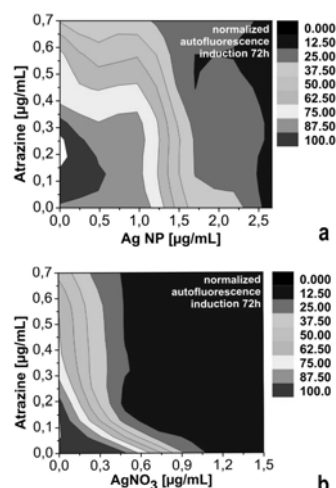 normalized
autofluorescence
induction 72h
0,7
0,6
0,5
0,4
0,3
0,2
0,1
0,0
Atrazine [µg/mL]
0,0 0,5 1,0 1,5 2,0 2,5
Ag NP [µg/mL]
0.000
12.50
25.00
37.50
50.00
62.50
75.00
87.50
100.0
a
normalized
autofluorescence
induction 72h
0,7
0,6
0,5
0,4
0,3
0,2
0,1
0,0
Atrazine [µg/mL]
0,0 0,3 0,6 0,9 1,2 1,5
AgNO₃ [µg/mL]
0.000
12.50
25.00
37.50
50.00
62.50
75.00
87.50
100.0
b